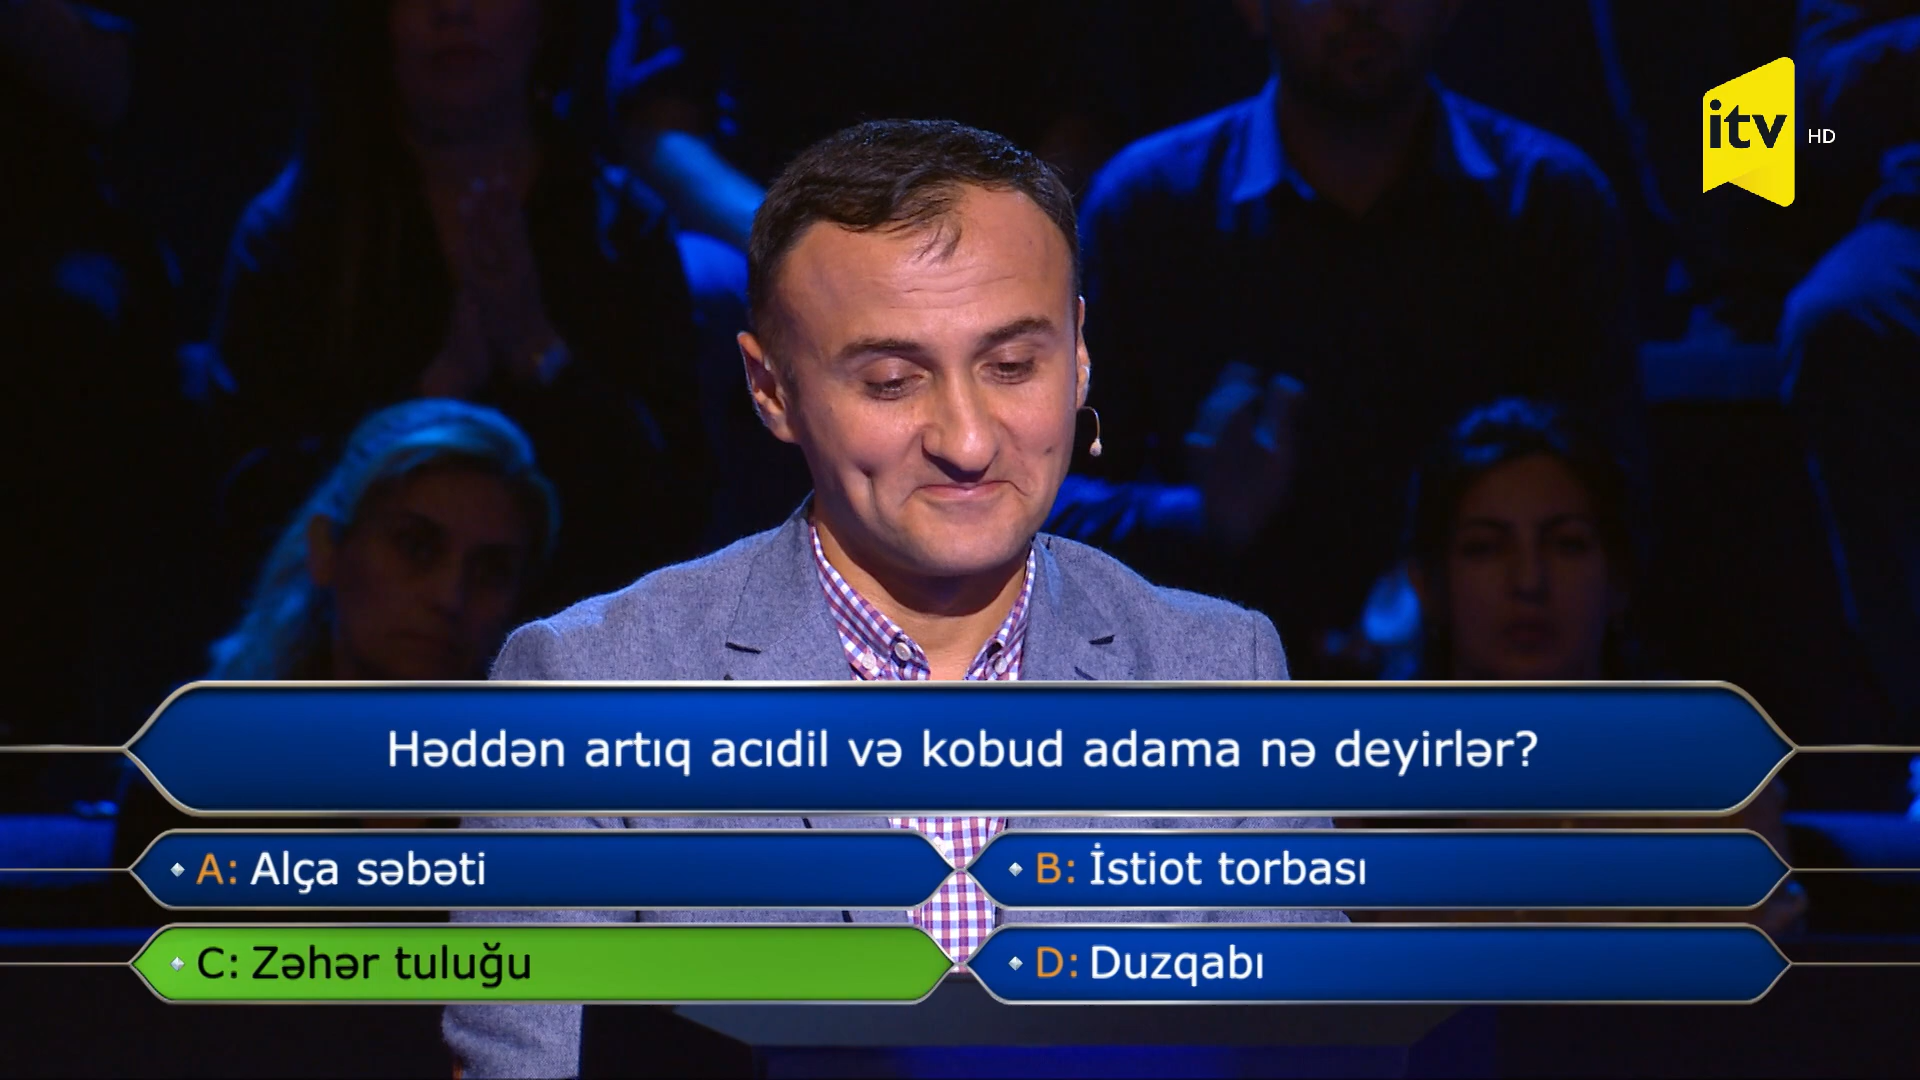 itv HD
Həddən artıq acıdil və kobud adama nə deyirlər?
A: Alça səbəti
B: İstiot torbası
C: Zəhər tuluğu
D: Duzqabı